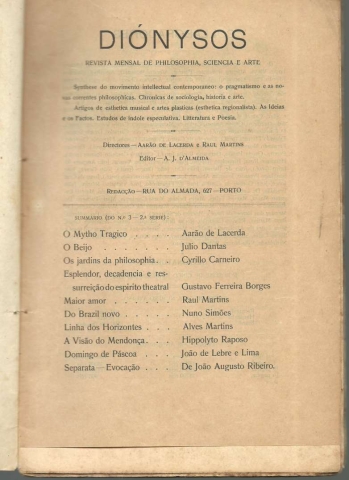 DIÓNYSOS
REVISTA MENSAL DE PHILOSOPHIA, SCIENCIA E ARTE
Synthese do movimento intellectual contemporaneo: o pragmatismo e as no-
vas correntes philosophicas. Chronicas de sociologia, historia e arte.
Artigos de esthetica musical e artes plasticas (esthetica regionalista). As Ideias
e os Factos. Estudos de indole especulativa. Litteratura e Poesia.
Directores—AARÃO DE LACERDA E RAUL MARTINS
Editor—A. J. D'ALMEIDA
REDACÇÃO—RUA DO ALMADA, 627—PORTO
SUMMARIO (DO N.º 3 - 2.ª SERIE):
O Mytho Tragico . . . . Aarão de Lacerda
O Beijo . . . . . . . Julio Dantas
Os jardins da philosophia. . Cyrillo Carneiro
Esplendor, decadencia e res-
surreição do espirito theatral Gustavo Ferreira Borges
Maior amor . . . . . . Raul Martins
Do Brazil novo . . . . . Nuno Simões
Linha dos Horizontes . . . Alves Martins
A Visão do Mendonça. . . Hippolyto Raposo
Domingo de Páscoa . . . João de Lebre e Lima
Separata—Evocação . . . De João Augusto Ribeiro.